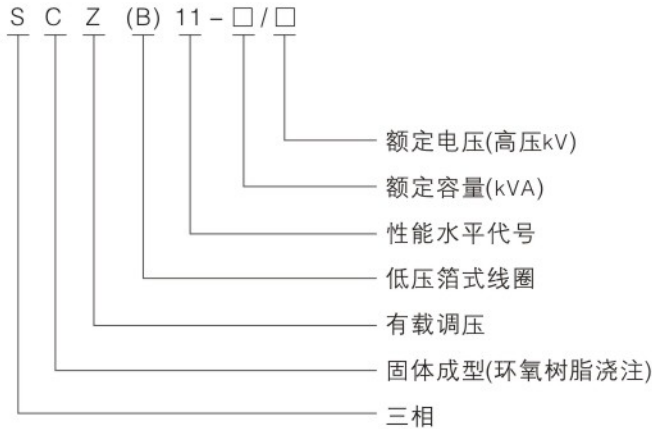 S C Z (B) 11-□/□
额定电压(高压kV)
额定容量(kVA)
性能水平代号
低压箔式线圈
有载调压
固体成型(环氧树脂浇注)
三相